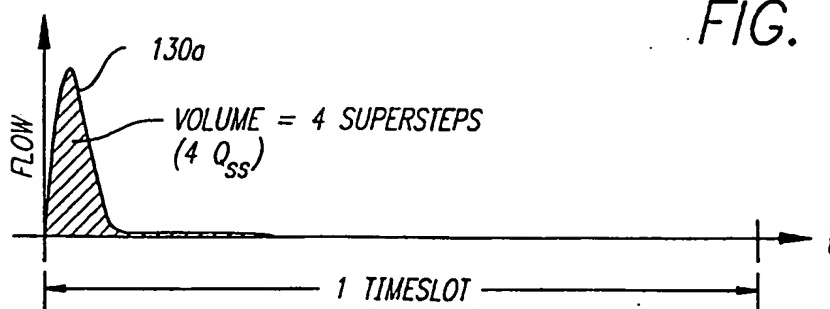 FIG.
130a
FLOW
VOLUME = 4 SUPERSTEPS
(4 Qss)
1 TIMESLOT